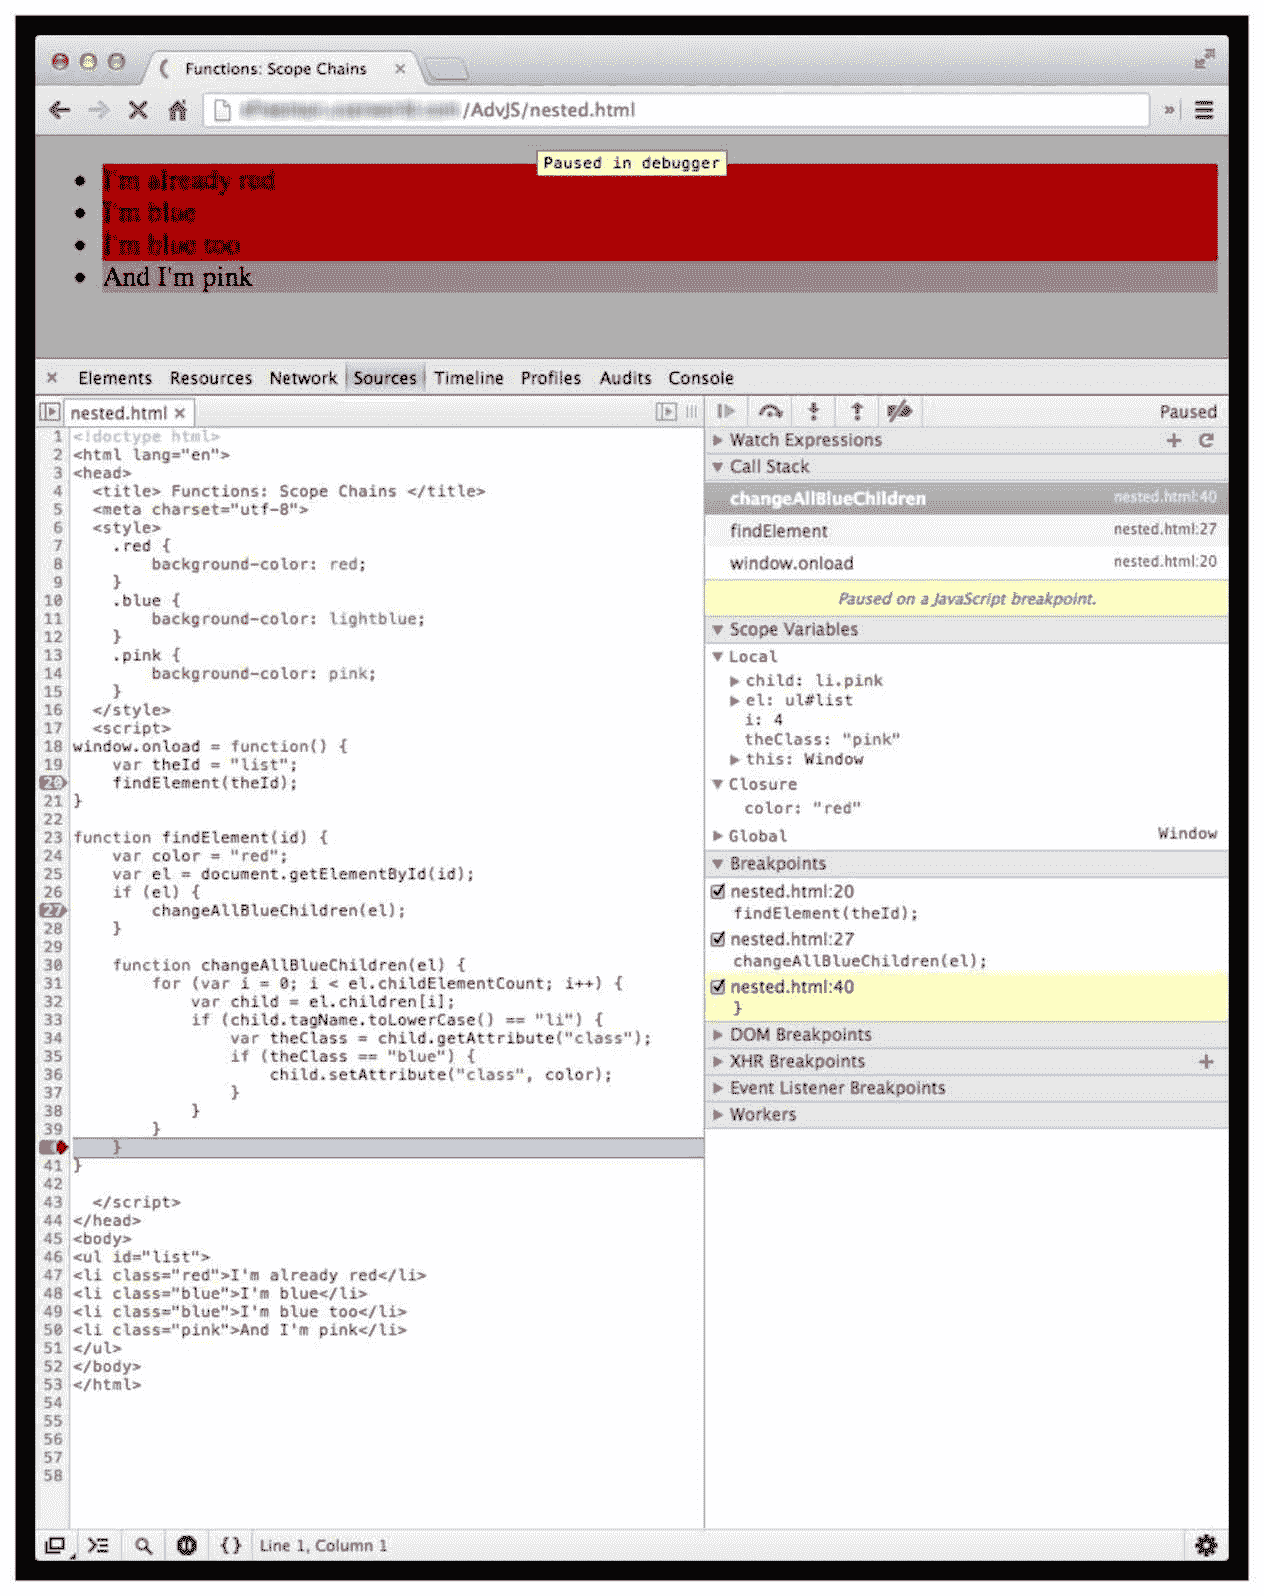 Functions: Scope Chains
/AdvJS/nested.html
Paused in debugger
I'm already red
I'm blue
I'm blue too
And I'm pink
Elements Resources Network Sources Timeline Profiles Audits Console
nested.html
Paused
1 <!doctype html>
2 <html lang="en">
3 <head>
4 <title> Functions: Scope Chains </title>
5 <meta charset="utf-8">
6 <style>
7 .red {
8 background-color: red;
9 }
10 .blue {
11 background-color: lightblue;
12 }
13 .pink {
14 background-color: pink;
15 }
16 </style>
17 <script>
18 window.onload = function() {
19 var theId = "list";
20 findElement(theId);
21 }
22
23 function findElement(id) {
24 var color = "red";
25 var el = document.getElementById(id);
26 if (el) {
27 changeAllBlueChildren(el);
28 }
29
30 function changeAllBlueChildren(el) {
31 for (var i = 0; i < el.childElementCount; i++) {
32 var child = el.children[i];
33 if (child.tagName.toLowerCase() == "li") {
34 var theClass = child.getAttribute("class");
35 if (theClass == "blue") {
36 child.setAttribute("class", color);
37 }
38 }
39 }
}
41 }
42
43 </script>
44 </head>
45 <body>
46 <ul id="list">
47 <li class="red">I'm already red</li>
48 <li class="blue">I'm blue</li>
49 <li class="blue">I'm blue too</li>
50 <li class="pink">And I'm pink</li>
51 </ul>
52 </body>
53 </html>
54
55
56
57
58
Watch Expressions
Call Stack
changeAllBlueChildren nested.html:40
findElement nested.html:27
window.onload nested.html:20
Paused on a JavaScript breakpoint.
Scope Variables
Local
child: li.pink
el: ul#list
i: 4
theClass: "pink"
this: Window
Closure
color: "red"
Global Window
Breakpoints
nested.html:20
findElement(theId);
nested.html:27
changeAllBlueChildren(el);
nested.html:40
}
DOM Breakpoints
XHR Breakpoints
Event Listener Breakpoints
Workers
Line 1, Column 1